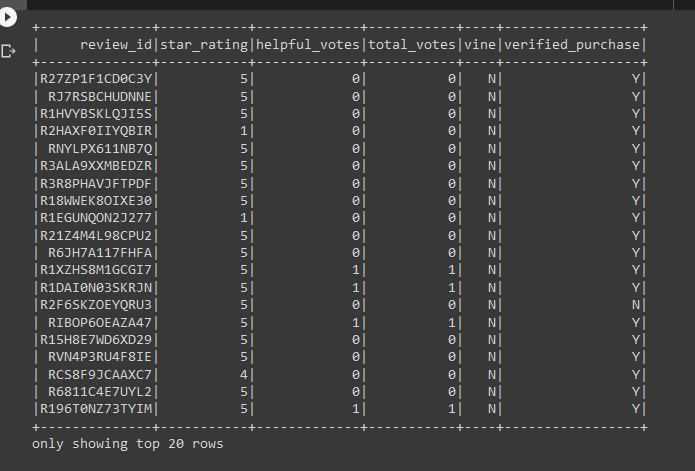 +--------------+-----------+-------------+-----------+----+-----------------+
|     review_id|star_rating|helpful_votes|total_votes|vine|verified_purchase|
+--------------+-----------+-------------+-----------+----+-----------------+
|R27ZP1F1CD0C3Y|          5|            0|          0|   N|                Y|
| RJ7RSBCHUDNNE|          5|            0|          0|   N|                Y|
|R1HVYBSKLQJI5S|          5|            0|          0|   N|                Y|
|R2HAXF0IIYQBIR|          1|            0|          0|   N|                Y|
| RNYLPX611NB7Q|          5|            0|          0|   N|                Y|
|R3ALA9XXMBEDZR|          5|            0|          0|   N|                Y|
|R3R8PHAVJFTPDF|          5|            0|          0|   N|                Y|
|R18WWEK8OIXE30|          5|            0|          0|   N|                Y|
|R1EGUNQON2J277|          1|            0|          0|   N|                Y|
|R21Z4M4L98CPU2|          5|            0|          0|   N|                Y|
| R6JH7A117FHFA|          5|            0|          0|   N|                Y|
|R1XZHS8M1GCGI7|          5|            1|          1|   N|                Y|
|R1DAI0N03SKRJN|          5|            1|          1|   N|                Y|
|R2F6SKZOEYQRU3|          5|            0|          0|   N|                N|
| RIBOP6OEAZA47|          5|            1|          1|   N|                Y|
|R15H8E7WD6XD29|          5|            0|          0|   N|                Y|
| RVN4P3RU4F8IE|          5|            0|          0|   N|                Y|
| RCS8F9JCAAXC7|          4|            0|          0|   N|                Y|
| R6811C4E7UYL2|          5|            0|          0|   N|                Y|
|R196T0NZ73TYIM|          5|            1|          1|   N|                Y|
+--------------+-----------+-------------+-----------+----+-----------------+
only showing top 20 rows